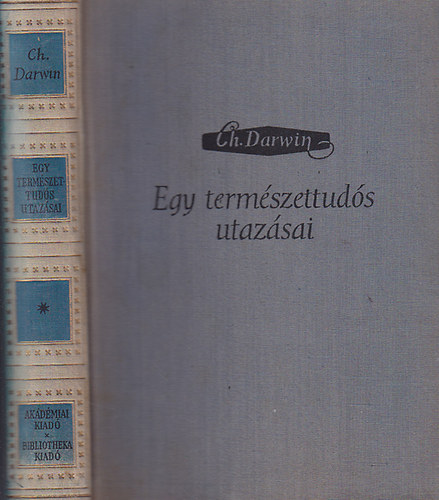 Ch.
Darwin
EGY
TERMÉSZET
TUDÓS
UTAZÁSAI
*
AKADÉMIAI
KIADÓ
×
BIBLIOTHEKA
KIADÓ
Ch. Darwin
Egy természettudós
utazásai